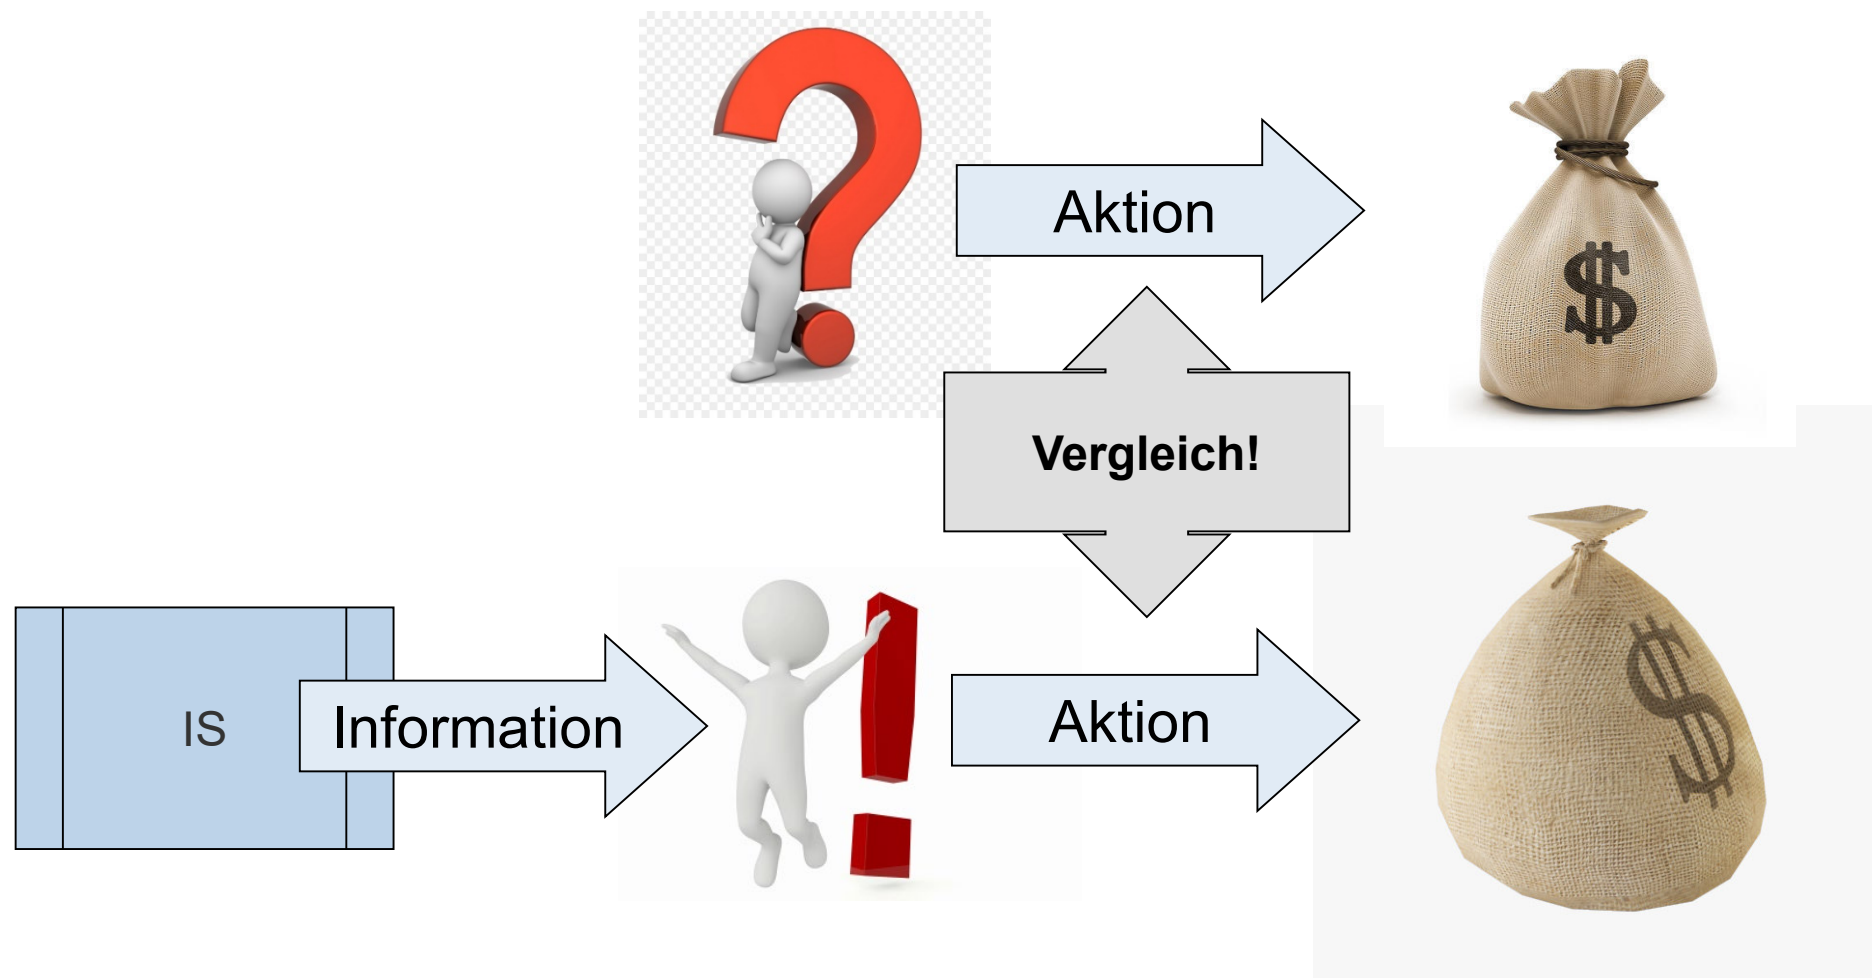 Aktion
$
Vergleich!
IS
Information
Aktion
$